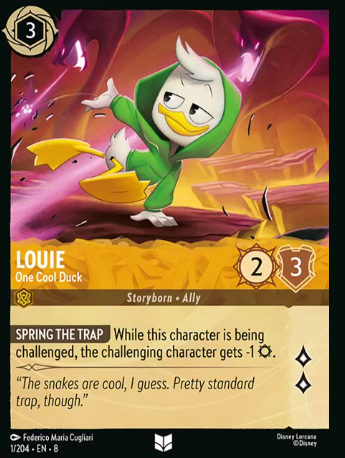 3
LOUIE
One Cool Duck
2
3
Storyborn • Ally
SPRING THE TRAP While this character is being
challenged, the challenging character gets -1 ¤.
“The snakes are cool, I guess. Pretty standard
trap, though.”
Federico Maria Cugliari
1/204 • EN • 8
Disney Lorcana
©Disney